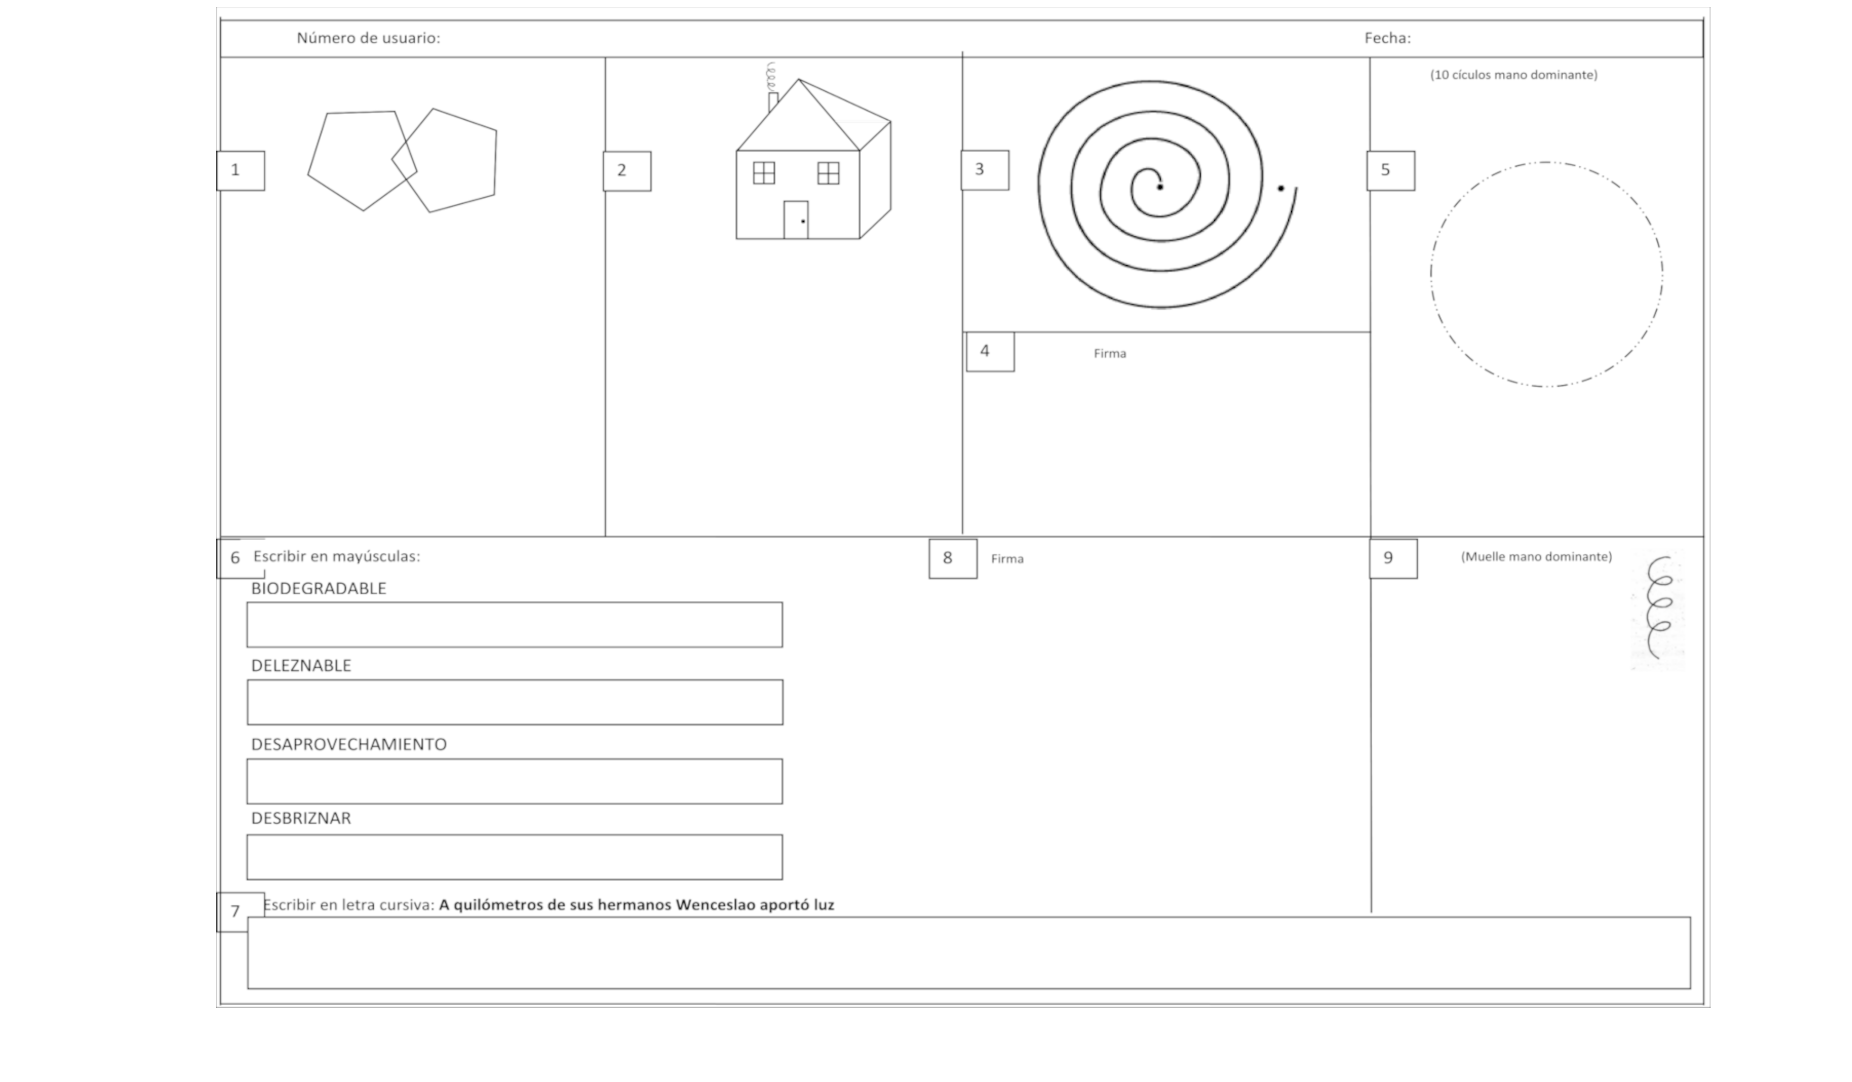 Número de usuario:
Fecha:
1
2
3
(10 cículos mano dominante)
5
4
Firma
6
Escribir en mayúsculas:
BIODEGRADABLE
DELEZNABLE
DESAPROVECHAMIENTO
DESBRIZNAR
8
Firma
9
(Muelle mano dominante)
7
Escribir en letra cursiva: A quilómetros de sus hermanos Wenceslao aportó luz